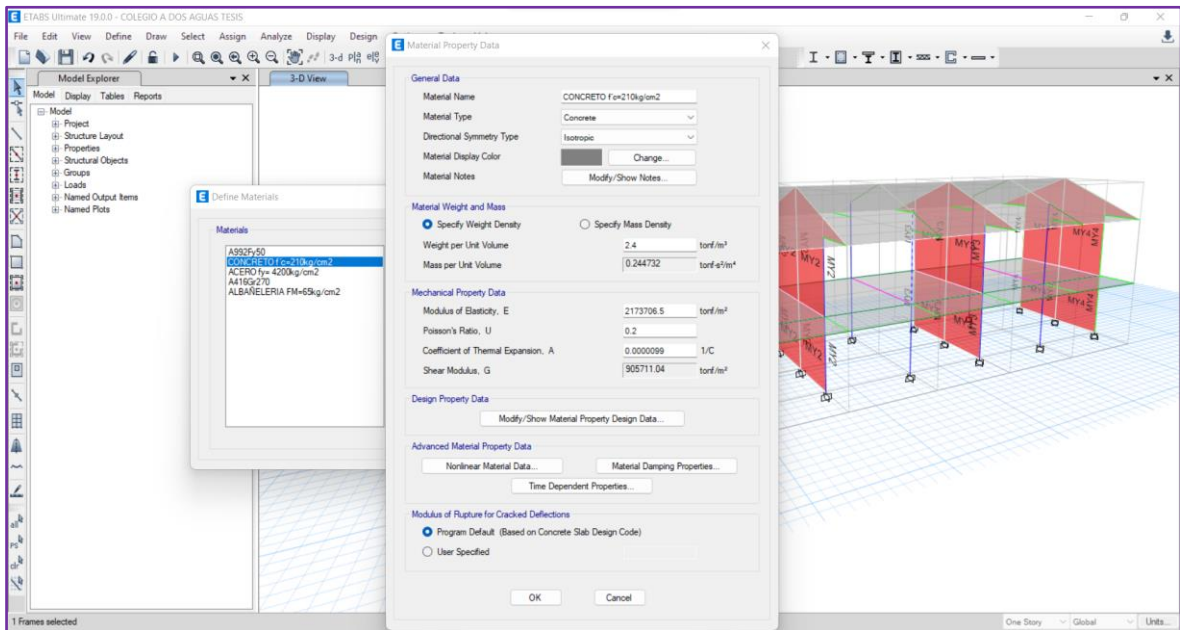 ETABS Ultimate 19.0.0 - COLEGIO A DOS AGUAS TESIS
File Edit View Define Draw Select Assign Analyze Display Design
3-d
Model Explorer
Model Display Tables Reports
Model
Project
Structure Layout
Properties
Structural Objects
Groups
Loads
Named Output Items
Named Plots
3-D View
Define Materials
Materials
A992Fy50
CONCRETO f'c=210kg/cm2
ACERO fy= 4200kg/cm2
A416Gr270
ALBAÑELERIA FM=65kg/cm2
Material Property Data
General Data
Material Name CONCRETO f'c=210kg/cm2
Material Type Concrete
Directional Symmetry Type Isotropic
Material Display Color Change...
Material Notes Modify/Show Notes...
Material Weight and Mass
Specify Weight Density Specify Mass Density
Weight per Unit Volume 2.4 tonf/m³
Mass per Unit Volume 0.244732 tonf-s²/m⁴
Mechanical Property Data
Modulus of Elasticity, E 2173706.5 tonf/m²
Poisson's Ratio, U 0.2
Coefficient of Thermal Expansion, A 0.0000099 1/C
Shear Modulus, G 905711.04 tonf/m²
Design Property Data
Modify/Show Material Property Design Data...
Advanced Material Property Data
Nonlinear Material Data... Material Damping Properties...
Time Dependent Properties...
Modulus of Rupture for Cracked Deflections
Program Default (Based on Concrete Slab Design Code)
User Specified
OK Cancel
MY2 MY2 MY4 MY4
MY2 MY2 MY4
1 Frames selected
One Story Global Units...